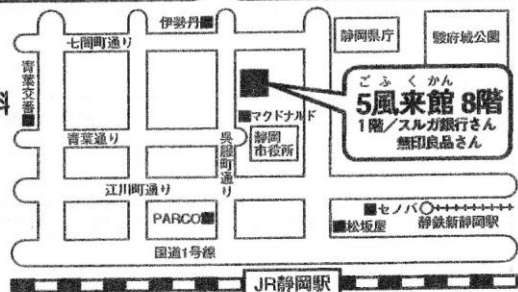 伊勢丹
七間町通り
静岡県庁
駿府城公園
青葉交番
ごふくかん
5風来館 8階
1階/スルガ銀行さん
無印良品さん
マクドナルド
青葉通り
呉服町通り
静岡
市役所
江川町通り
PARCO
セノバ
静鉄新静岡駅
松坂屋
国道1号線
JR静岡駅